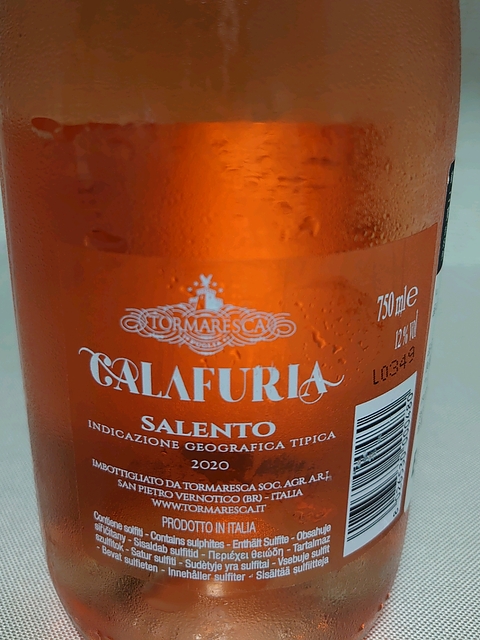 TORMARESCA
CALAFURIA
SALENTO
INDICAZIONE GEOGRAFICA TIPICA
2020
IMBOTTIGLIATO DA TORMARESCA SOC. AGR. A R.L.
SAN PIETRO VERNOTICO (BR) - ITALIA
WWW.TORMARESCA.IT
PRODOTTO IN ITALIA
Contiene solfiti - Contains sulphites - Enthält Sulfite - Obsahuje
siřičitany - Sisaldab sulfitid - Περιέχει θειώδη - Tartalmaz
szulfitok - Satur sulfiti - Sudėtyje yra sulfitai - Vsebuje sulfit
- Bevat sulfieten - Innehåller sulfiter - Sisältää sulfiitteja
750 ml e
12% vol
L0349